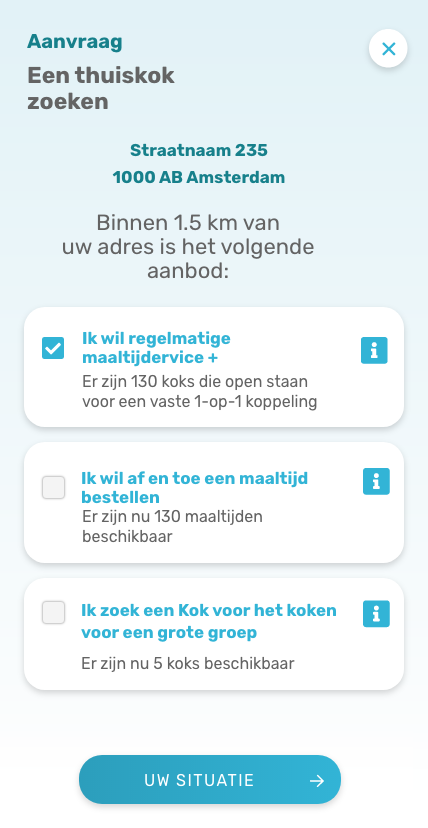 Aanvraag
Een thuiskok
zoeken
Straatnaam 235
1000 AB Amsterdam
Binnen 1.5 km van
uw adres is het volgende
aanbod:
Ik wil regelmatige
maaltijdervice +
Er zijn 130 koks die open staan
voor een vaste 1-op-1 koppeling
Ik wil af en toe een maaltijd
bestellen
Er zijn nu 130 maaltijden
beschikbaar
Ik zoek een Kok voor het koken
voor een grote groep
Er zijn nu 5 koks beschikbaar
UW SITUATIE